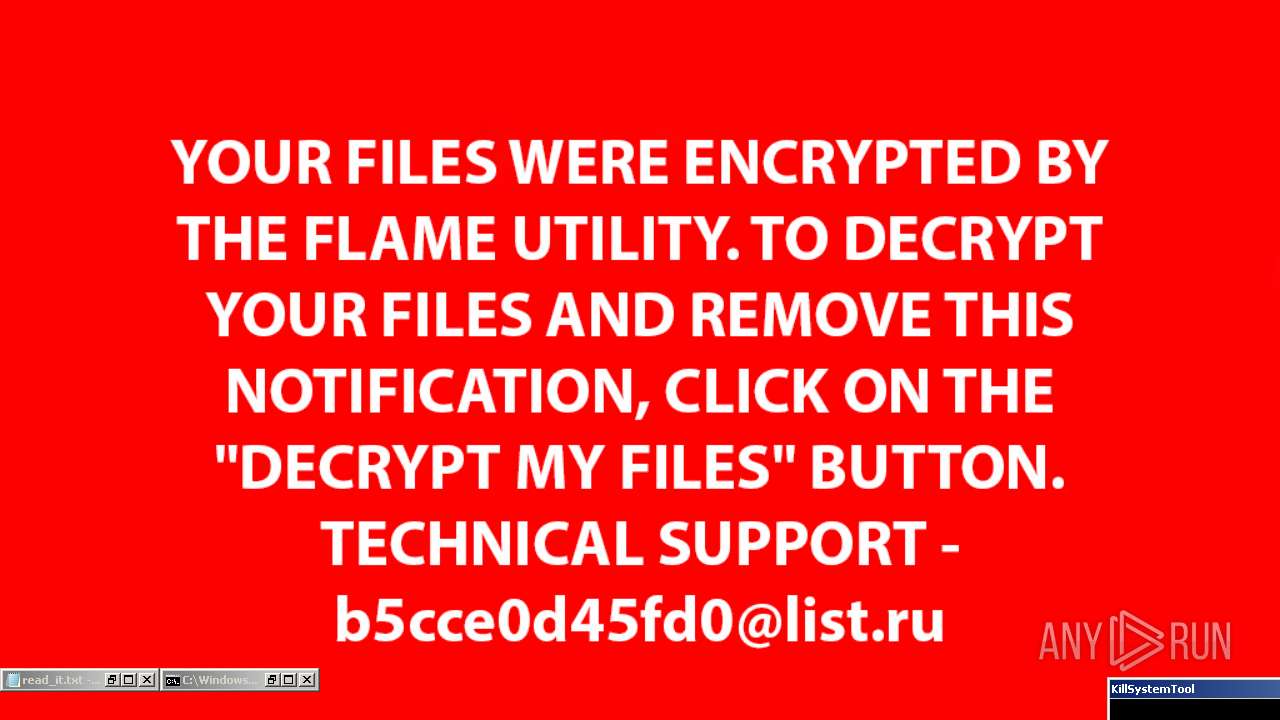 YOUR FILES WERE ENCRYPTED BY
THE FLAME UTILITY. TO DECRYPT
YOUR FILES AND REMOVE THIS
NOTIFICATION, CLICK ON THE
"DECRYPT MY FILES" BUTTON.
TECHNICAL SUPPORT -
b5cce0d45fd0@list.ru
ANY RUN
read_it.txt -...
C:\Windows...
KillSystemTool